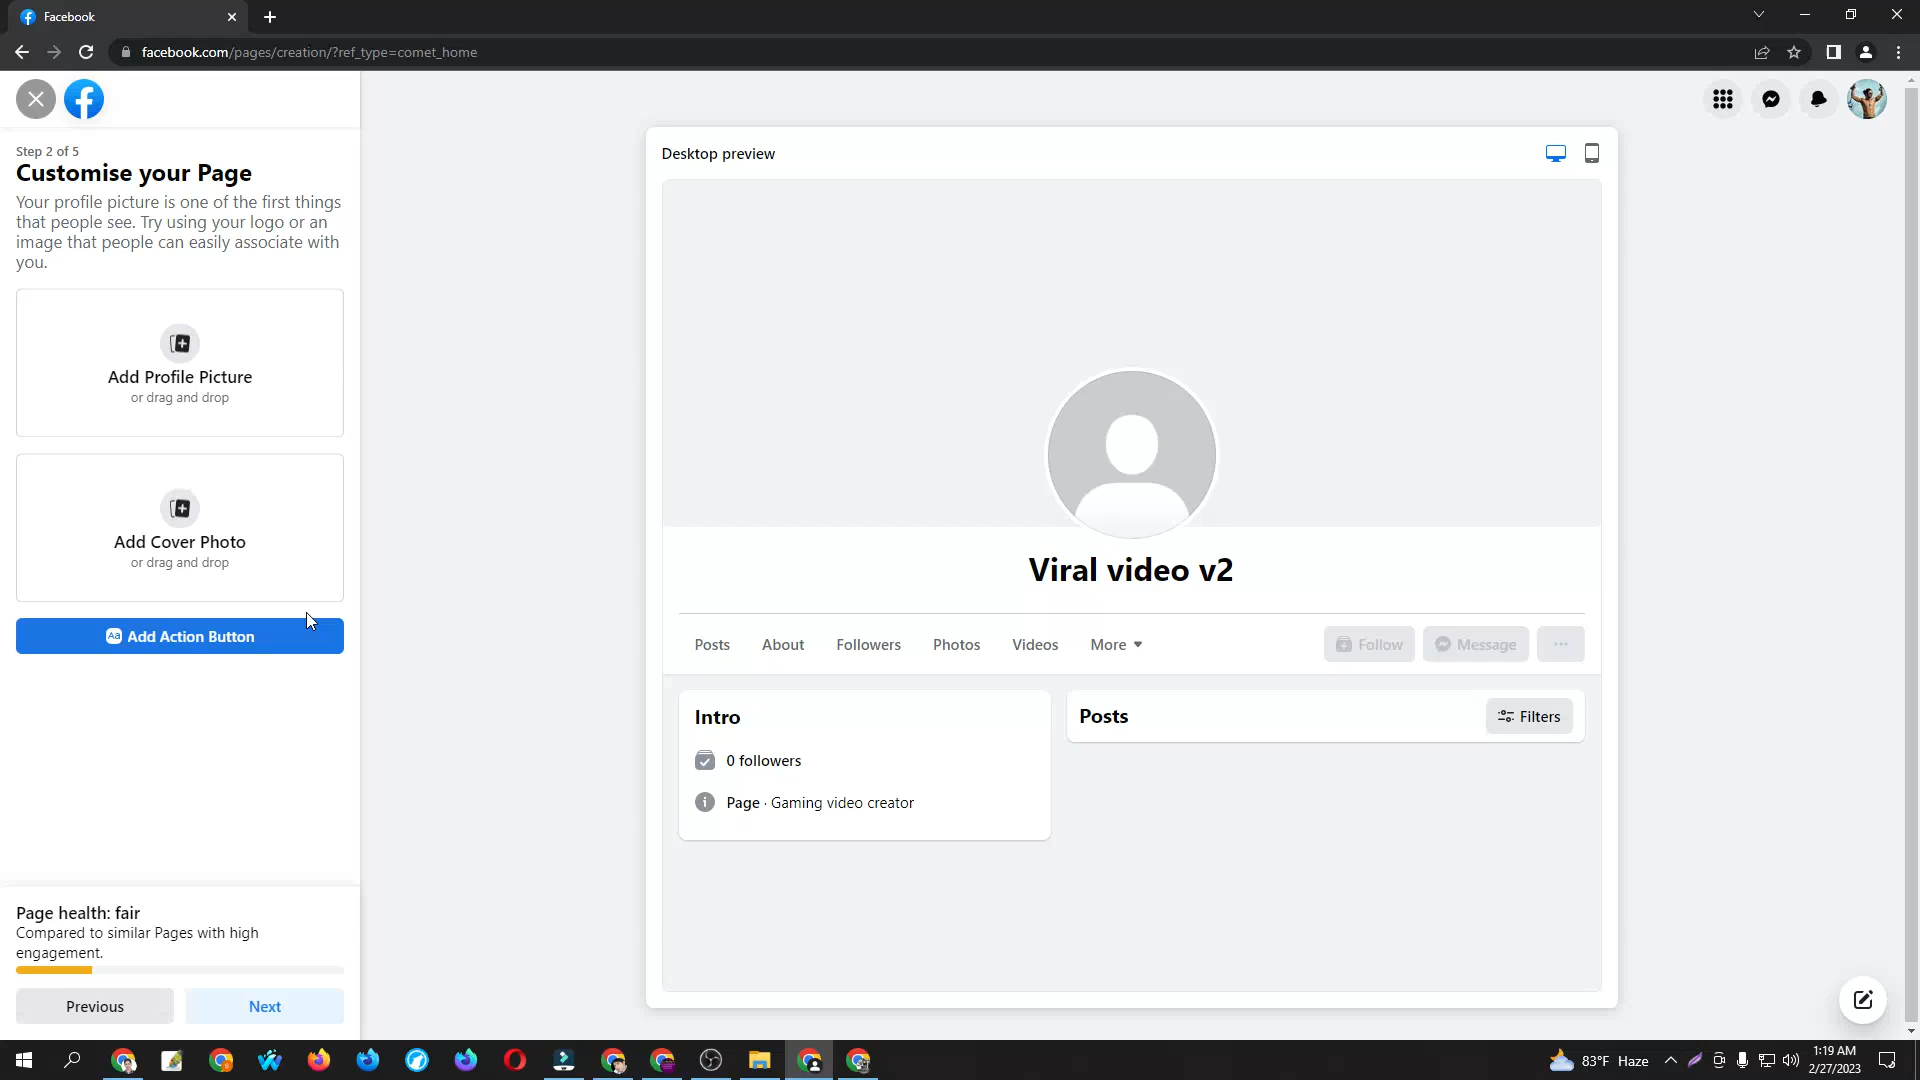 Facebook
facebook.com/pages/creation/?ref_type=comet_home
Step 2 of 5
Customise your Page
Your profile picture is one of the first things
that people see. Try using your logo or an
image that people can easily associate with
you.
Add Profile Picture
or drag and drop
Add Cover Photo
or drag and drop
Aa Add Action Button
Page health: fair
Compared to similar Pages with high
engagement.
Previous
Next
Desktop preview
Viral video v2
Posts
About
Followers
Photos
Videos
More
Follow
Message
Intro
0 followers
Page · Gaming video creator
Posts
Filters
83°F Haze
1:19 AM
2/27/2023